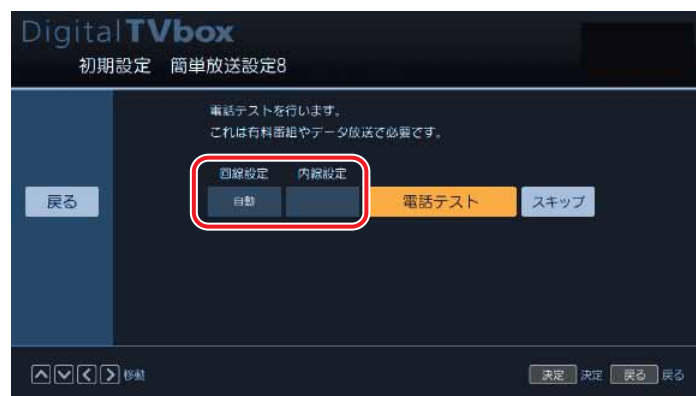 DigitalTVbox
初期設定 簡単放送設定8
電話テストを行います。
これは有料番組やデータ放送で必要です。
回線設定 内線設定
戻る 自動 電話テスト スキップ
移動 決定 決定 戻る 戻る